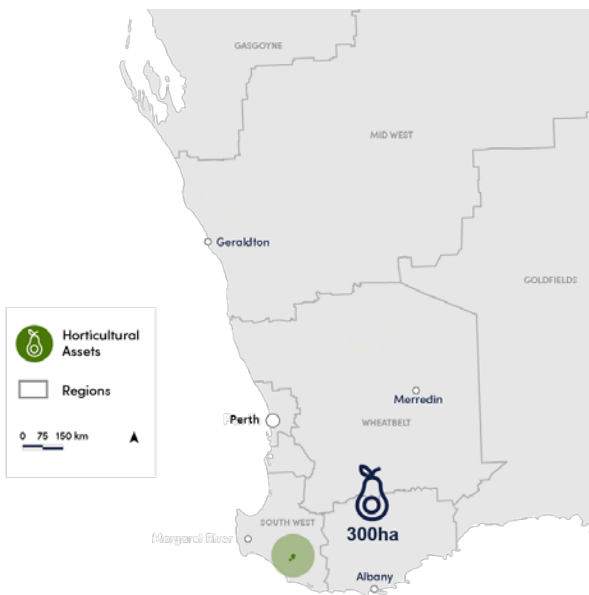 GASGOYNE
MID WEST
Geraldton
GOLDFIELDS
Horticultural
Assets
Regions
0 75 150 km
Merredin
Perth
WHEATBELT
300ha
SOUTH WEST
Margaret River
Albany